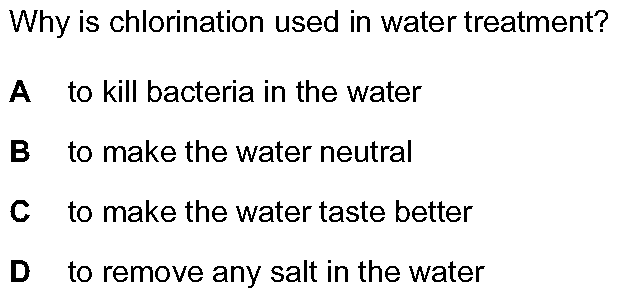 Why is chlorination used in water treatment?
A to kill bacteria in the water
B to make the water neutral
C to make the water taste better
D to remove any salt in the water